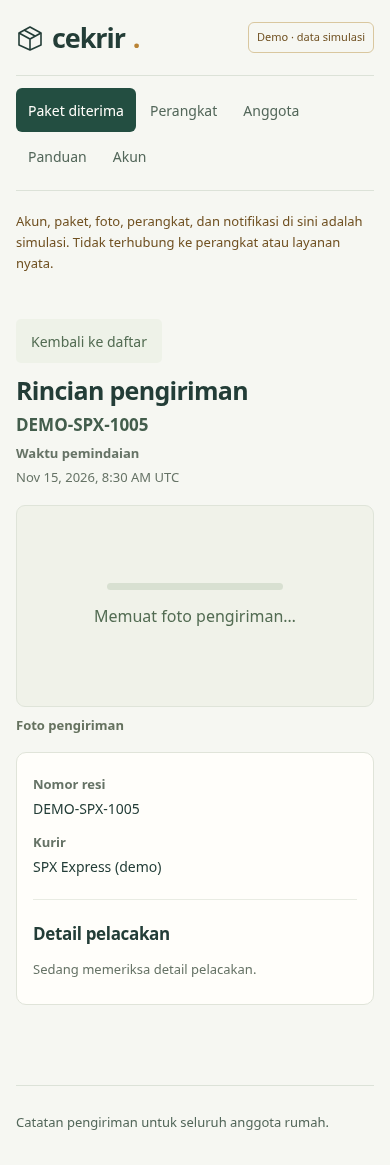 cekrir.
Demo · data simulasi
Paket diterima
Perangkat
Anggota
Panduan
Akun
Akun, paket, foto, perangkat, dan notifikasi di sini adalah
simulasi. Tidak terhubung ke perangkat atau layanan
nyata.
Kembali ke daftar
Rincian pengiriman
DEMO-SPX-1005
Waktu pemindaian
Nov 15, 2026, 8:30 AM UTC
Memuat foto pengiriman...
Foto pengiriman
Nomor resi
DEMO-SPX-1005
Kurir
SPX Express (demo)
Detail pelacakan
Sedang memeriksa detail pelacakan.
Catatan pengiriman untuk seluruh anggota rumah.